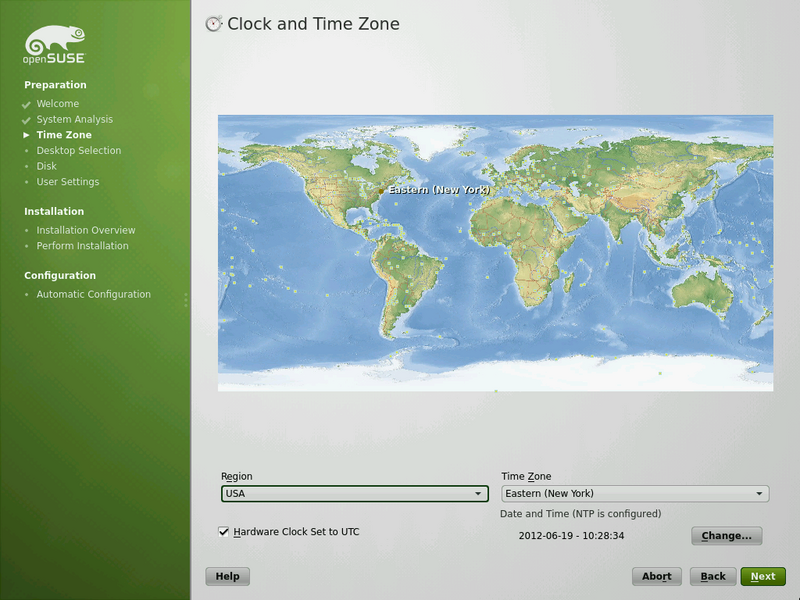 openSUSE
Preparation
Welcome
System Analysis
Time Zone
Desktop Selection
Disk
User Settings
Installation
Installation Overview
Perform Installation
Configuration
Automatic Configuration
Clock and Time Zone
Eastern (New York)
Region
USA
Time Zone
Eastern (New York)
Hardware Clock Set to UTC
Date and Time (NTP is configured)
2012-06-19 - 10:28:34
Change...
Help
Abort
Back
Next